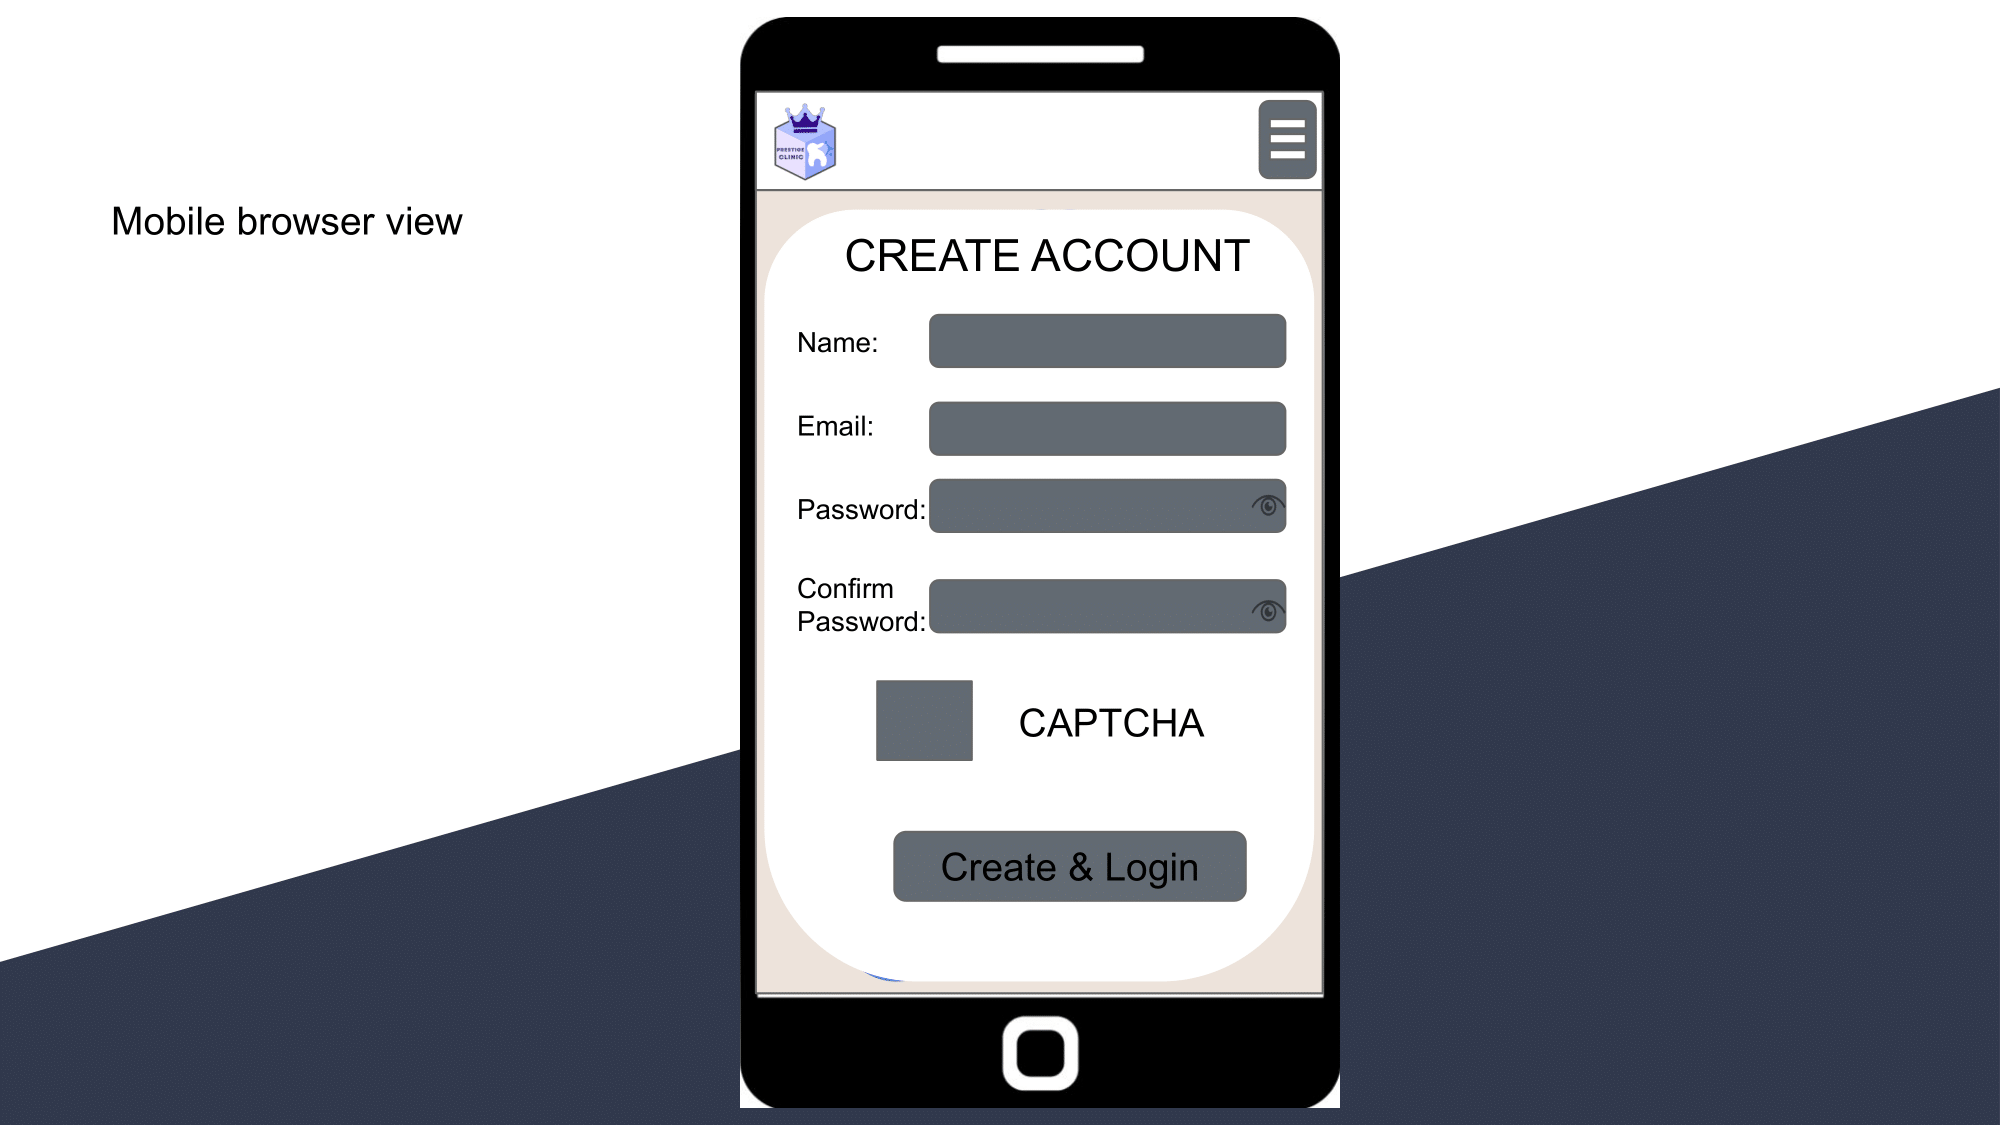 Mobile browser view
PRESTIGE
CLINIC
CREATE ACCOUNT
Name:
Email:
Password:
Confirm
Password:
CAPTCHA
Create & Login